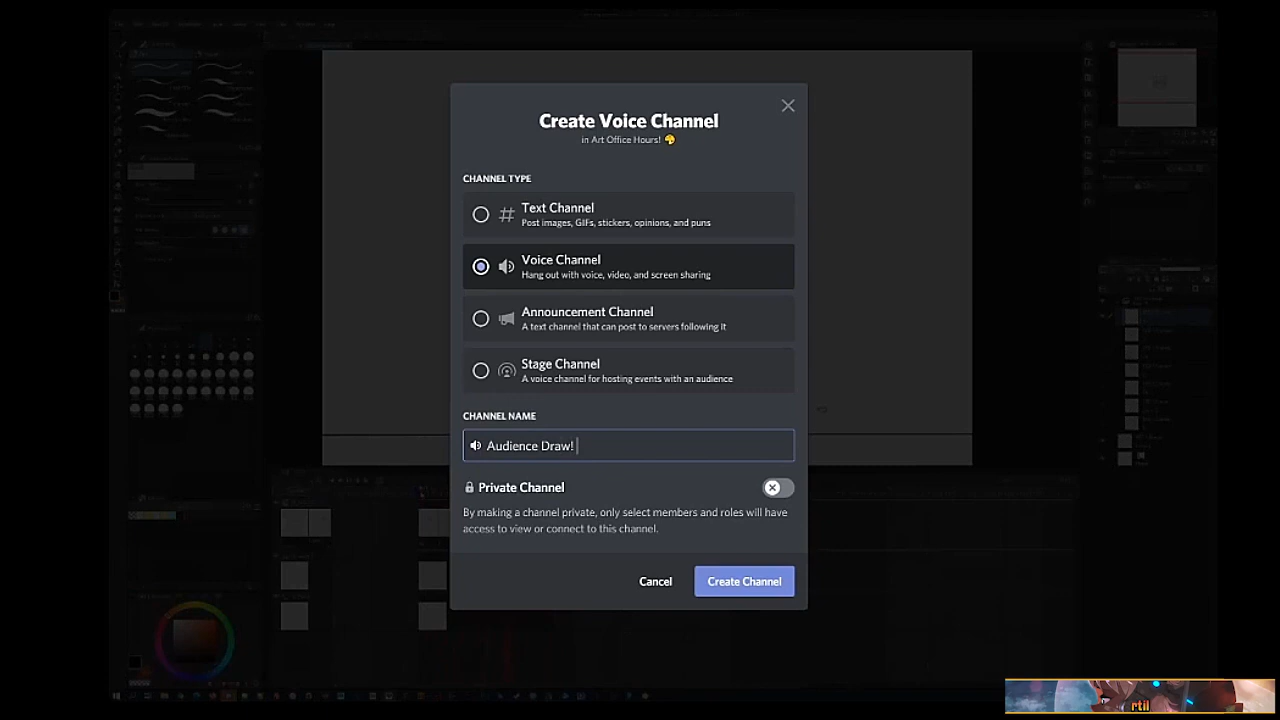 Create Voice Channel
in Art Office Hours! 🎨
CHANNEL TYPE
Text Channel
Post images, GIFs, stickers, opinions, and puns
Voice Channel
Hang out with voice, video, and screen sharing
Announcement Channel
A text channel that can post to servers following it
Stage Channel
A voice channel for hosting events with an audience
CHANNEL NAME
Audience Draw!
Private Channel
By making a channel private, only select members and roles will have
access to view or connect to this channel.
Cancel
Create Channel
rtil